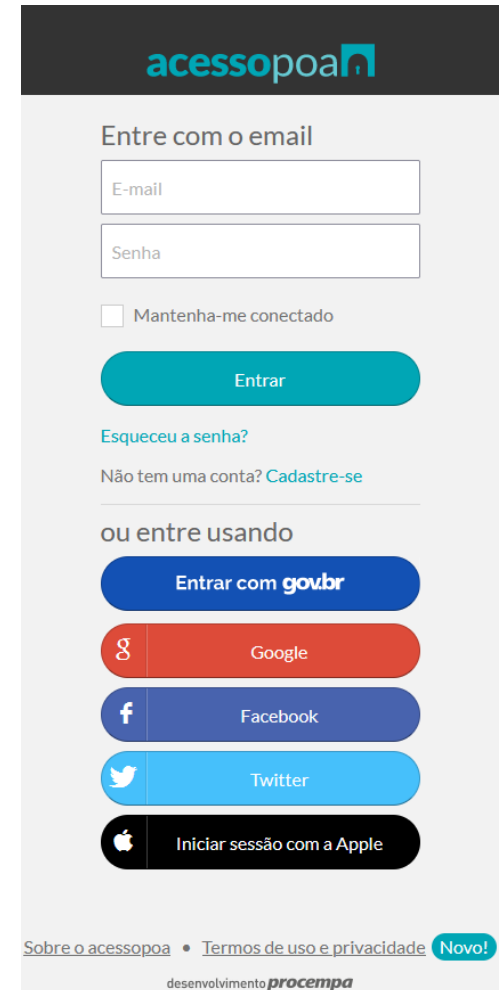 acessopoa
Entre com o email
E-mail
Senha
Mantenha-me conectado
Entrar
Esqueceu a senha?
Não tem uma conta? Cadastre-se
ou entre usando
Entrar com gov.br
g Google
f Facebook
Twitter
Iniciar sessão com a Apple
Sobre o acessopoa • Termos de uso e privacidade Novo!
desenvolvimento procempa